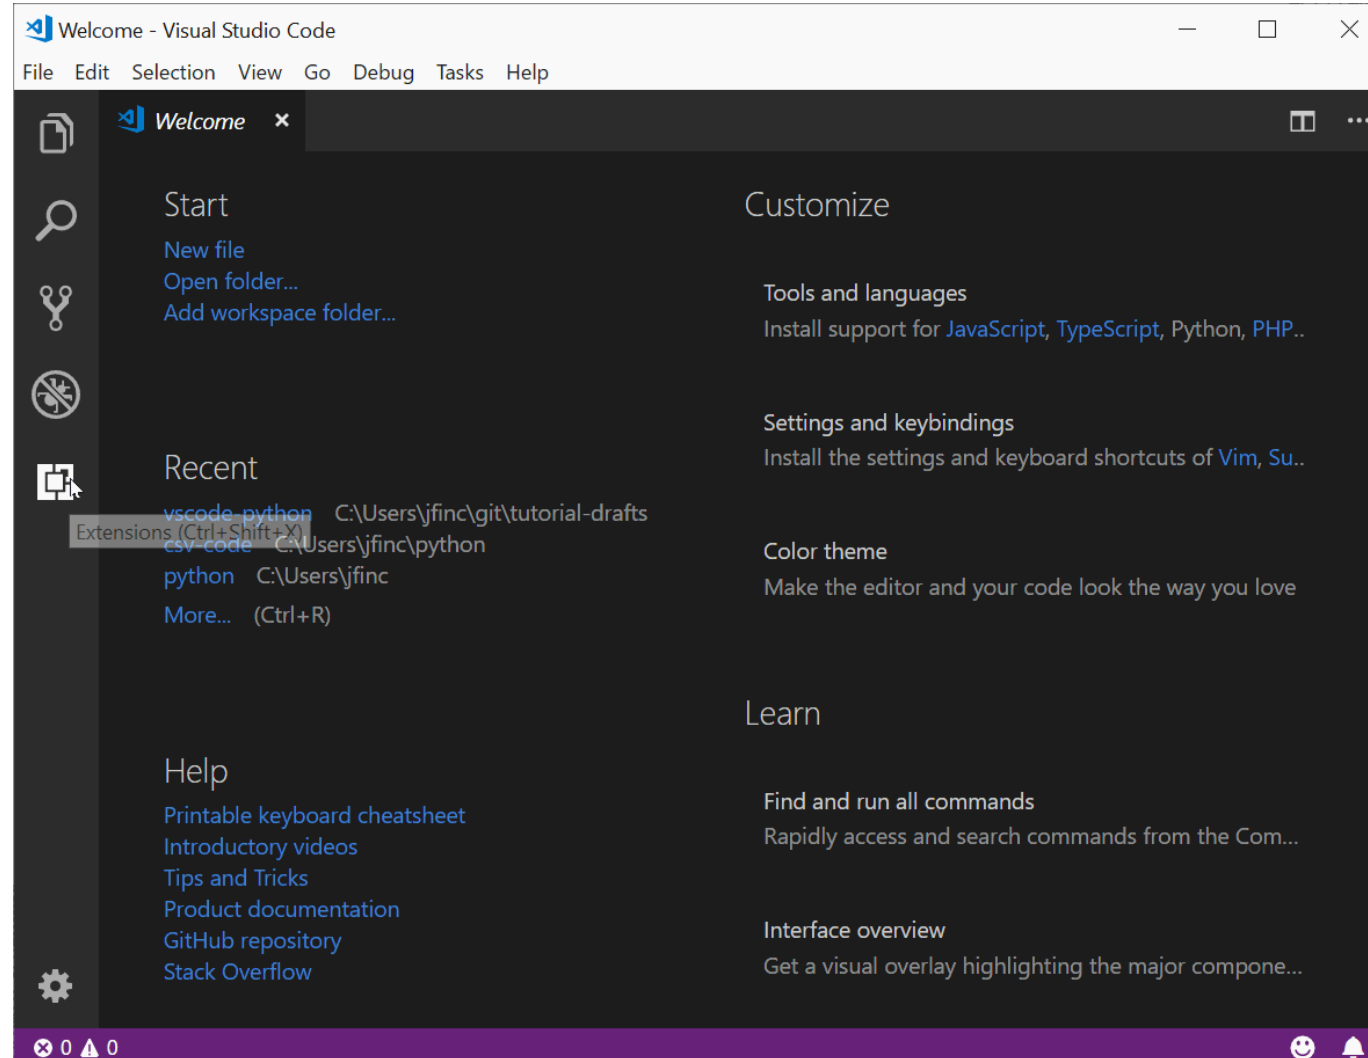 Welcome - Visual Studio Code
File Edit Selection View Go Debug Tasks Help
Welcome
Start
New file
Open folder...
Add workspace folder...
Recent
vscode-python C:\Users\jfinc\git\tutorial-drafts
Extensions (Ctrl+Shift+X)
csv-code C:\Users\jfinc\python
python C:\Users\jfinc
More... (Ctrl+R)
Help
Printable keyboard cheatsheet
Introductory videos
Tips and Tricks
Product documentation
GitHub repository
Stack Overflow
Customize
Tools and languages
Install support for JavaScript, TypeScript, Python, PHP..
Settings and keybindings
Install the settings and keyboard shortcuts of Vim, Su..
Color theme
Make the editor and your code look the way you love
Learn
Find and run all commands
Rapidly access and search commands from the Com...
Interface overview
Get a visual overlay highlighting the major compone...
0 0